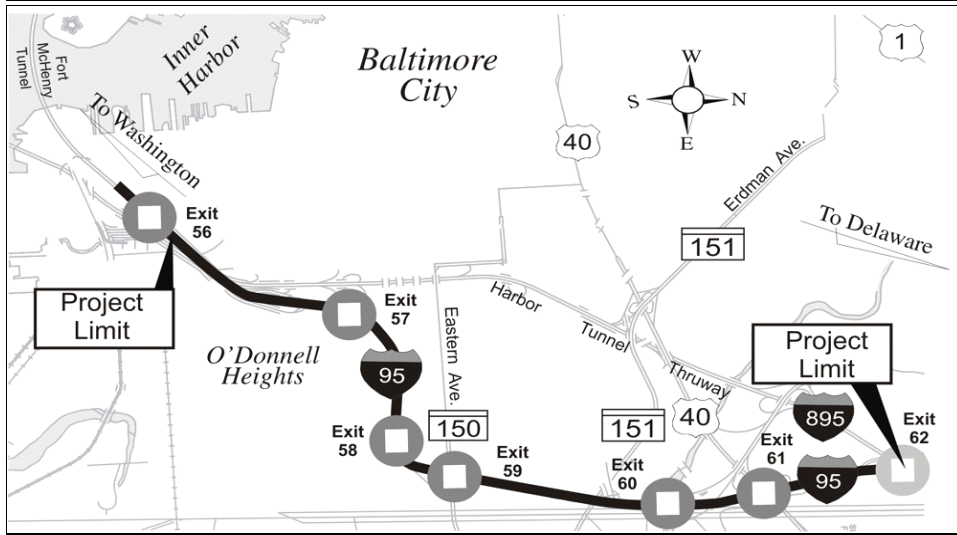 Inner
Harbor
Fort
McHenry
Tunnel
Baltimore
City
1
W
S
N
E
40
To Washington
Erdman Ave.
To Delaware
151
Exit
56
Project
Limit
Harbor
Tunnel
Thruway
Exit
57
O'Donnell
Heights
95
Eastern Ave.
Project
Limit
Exit
58
150
Exit
59
151
40
895
Exit
62
Exit
60
Exit
61
95